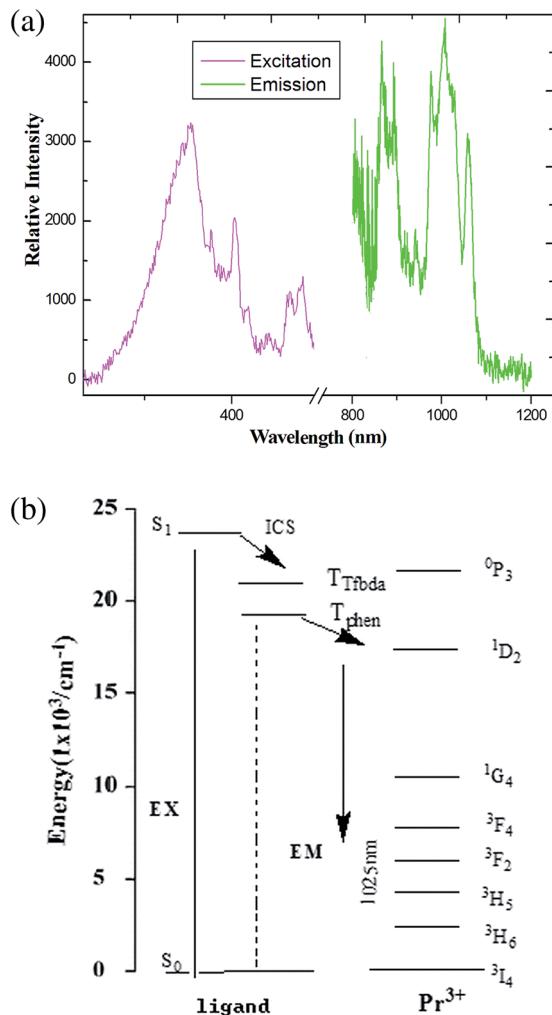 (a)
Excitation
Emission
Relative Intensity
4000
3000
2000
1000
0
400
800
1000
1200
Wavelength (nm)
(b)
Energy(1x10³/cm⁻¹)
25
20
15
10
5
0
S₁
ICS
T_Tfbda
T_phen
EX
EM
1025nm
S₀
ligand
⁰P₃
¹D₂
¹G₄
³F₄
³F₂
³H₅
³H₆
³I₄
Pr³⁺